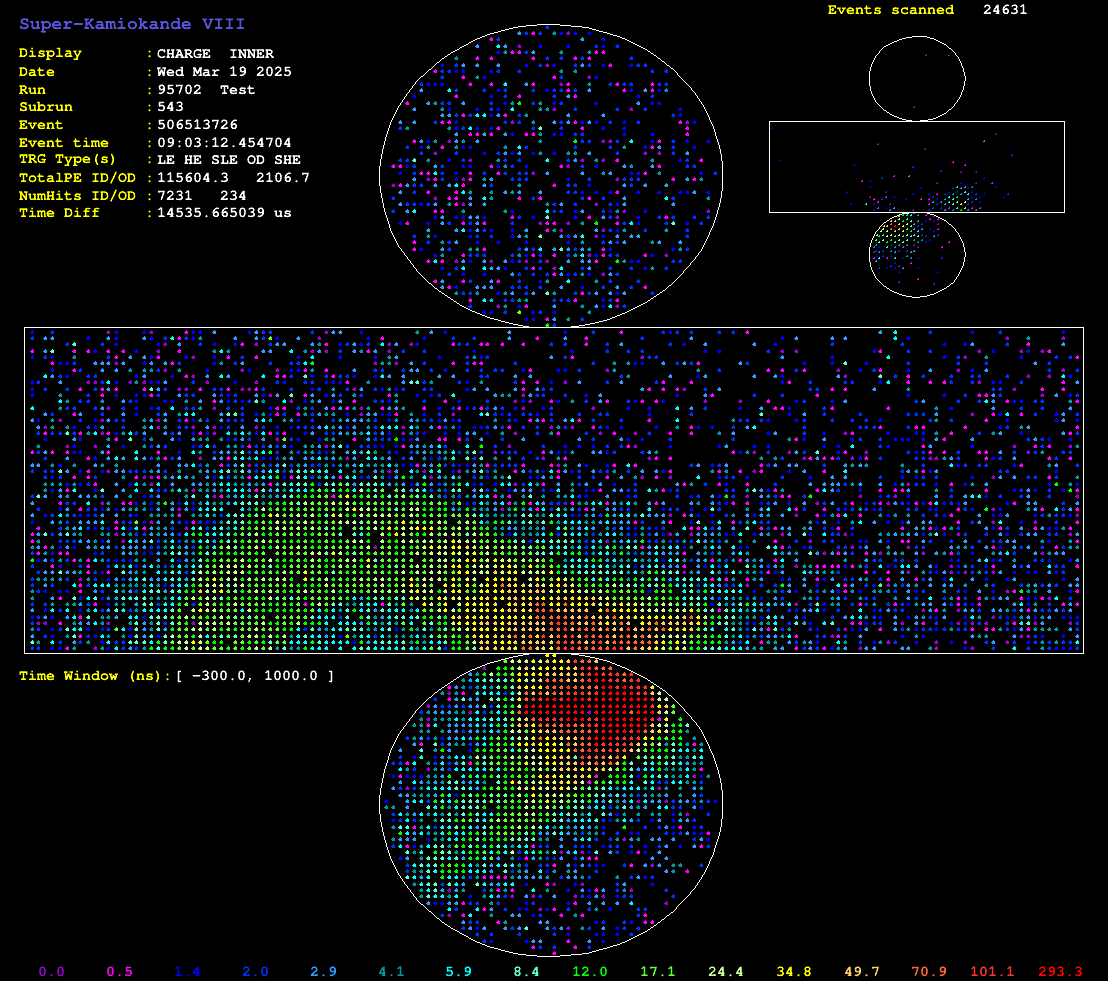 Super-Kamiokande VIII
Events scanned 24631
Display : CHARGE INNER
Date : Wed Mar 19 2025
Run : 95702 Test
Subrun : 543
Event : 506513726
Event time : 09:03:12.454704
TRG Type(s) : LE HE SLE OD SHE
TotalPE ID/OD : 115604.3 2106.7
NumHits ID/OD : 7231 234
Time Diff : 14535.665039 us
Time Window (ns): [ -300.0, 1000.0 ]
0.0 0.5 1.4 2.0 2.9 4.1 5.9 8.4 12.0 17.1 24.4 34.8 49.7 70.9 101.1 293.3